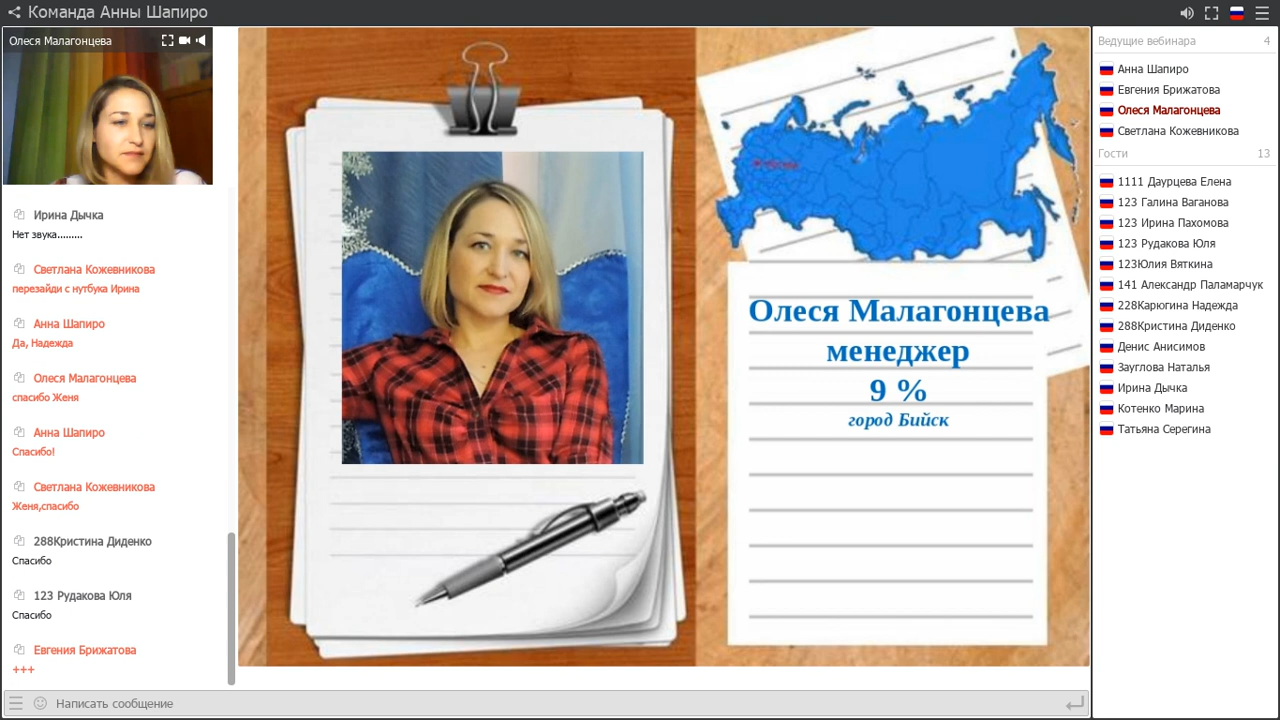 Команда Анны Шапиро
Олеся Малагонцева
Ирина Дычка
Нет звука.........
Светлана Кожевникова
перезайди с нутбука Ирина
Анна Шапиро
Да, Надежда
Олеся Малагонцева
спасибо Женя
Анна Шапиро
Спасибо!
Светлана Кожевникова
Женя,спасибо
288Кристина Диденко
Спасибо
123 Рудакова Юля
Спасибо
Евгения Брижатова
+++
Написать сообщение
Олеся Малагонцева
менеджер
9 %
город Бийск
Ведущие вебинара 4
Анна Шапиро
Евгения Брижатова
Олеся Малагонцева
Светлана Кожевникова
Гости 13
1111 Даурцева Елена
123 Галина Ваганова
123 Ирина Пахомова
123 Рудакова Юля
123Юлия Вяткина
141 Александр Паламарчук
228Карюгина Надежда
288Кристина Диденко
Денис Анисимов
Зауглова Наталья
Ирина Дычка
Котенко Марина
Татьяна Серегина